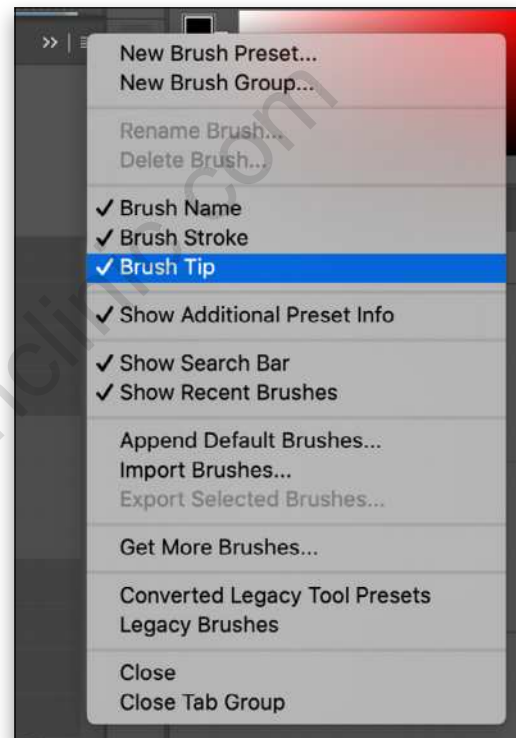 New Brush Preset...
New Brush Group...
Rename Brush...
Delete Brush...
✓ Brush Name
✓ Brush Stroke
✓ Brush Tip
✓ Show Additional Preset Info
✓ Show Search Bar
✓ Show Recent Brushes
Append Default Brushes...
Import Brushes...
Export Selected Brushes...
Get More Brushes...
Converted Legacy Tool Presets
Legacy Brushes
Close
Close Tab Group